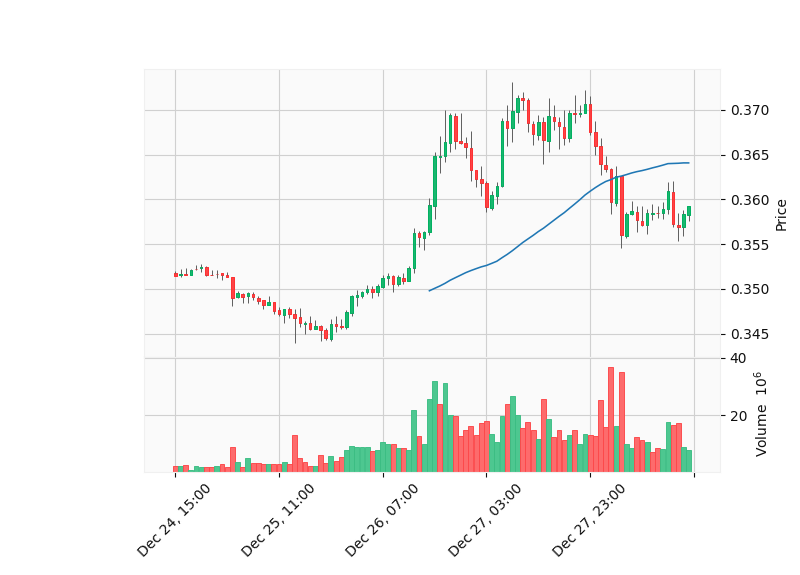 0.370
0.365
0.360
0.355
0.350
0.345
Price
40
20
Volume 10^6
Dec 24, 15:00
Dec 25, 11:00
Dec 26, 07:00
Dec 27, 03:00
Dec 27, 23:00